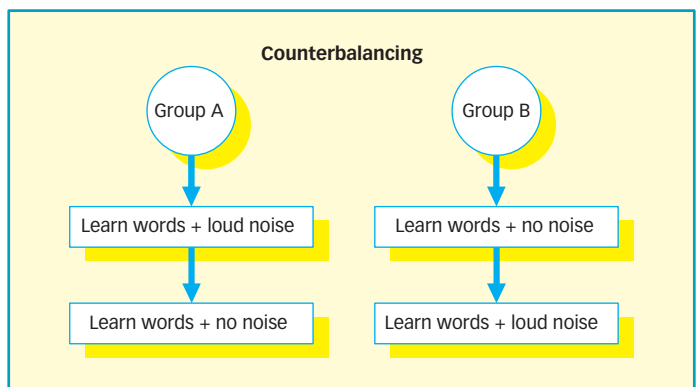 Counterbalancing
Group A
Group B
Learn words + loud noise
Learn words + no noise
Learn words + no noise
Learn words + loud noise